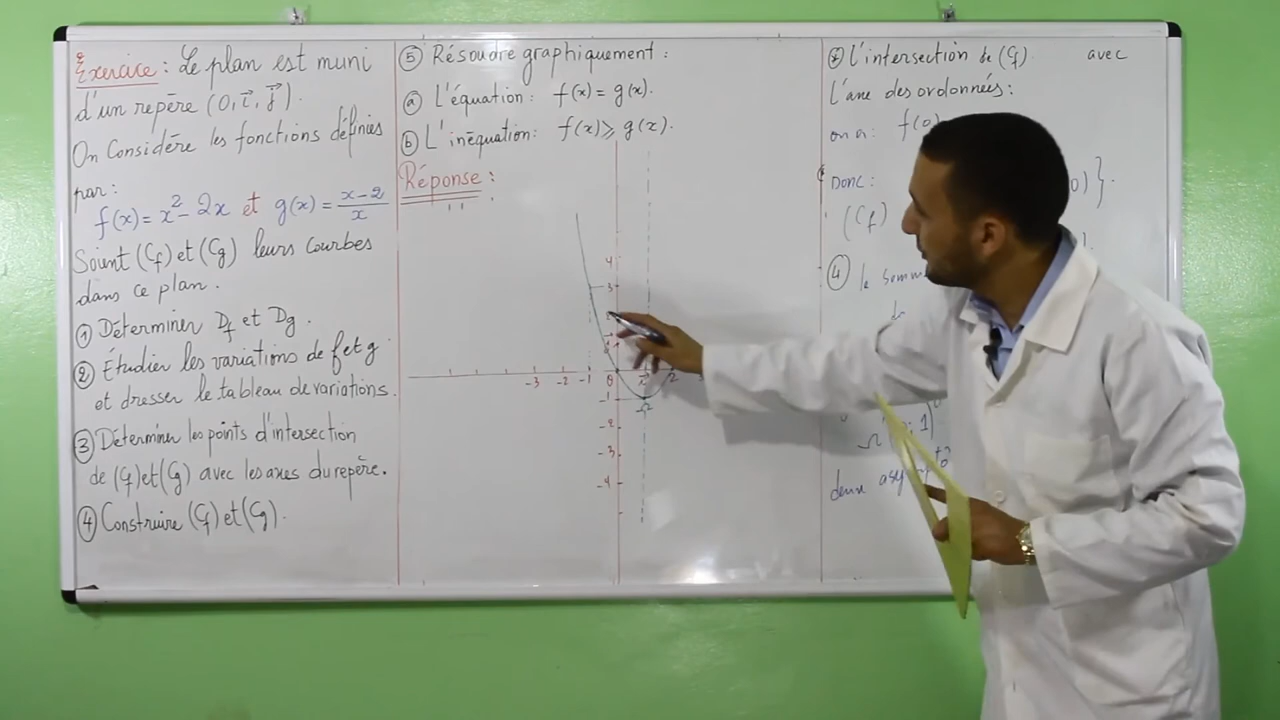 Exercice : Le plan est muni
d'un repère (O, i⃗, j⃗).
On Considère les fonctions définies
par :
f(x) = x² - 2x et g(x) = x-2 / x
Soient (Cf) et (Cg) leurs courbes
dans ce plan.
① Déterminer Df et Dg.
② Étudier les variations de f et g
et dresser le tableau de variations.
③ Déterminer les points d'intersection
de (Cf) et (Cg) avec les axes du repère.
④ Construire (Cf) et (Cg).
⑤ Résoudre graphiquement :
ⓐ L'équation : f(x) = g(x).
ⓑ L'inéquation : f(x) ⩾ g(x).
Réponse :
4
3
1
-3 -2 -1 0 2 3
-1
Ω
-2
-3
-4
L'intersection de (Cf) avec
L'axe des ordonnées :
on a : f(0)
Donc : 0)}.
(Cf)
④ le somm
1)
deux asympto